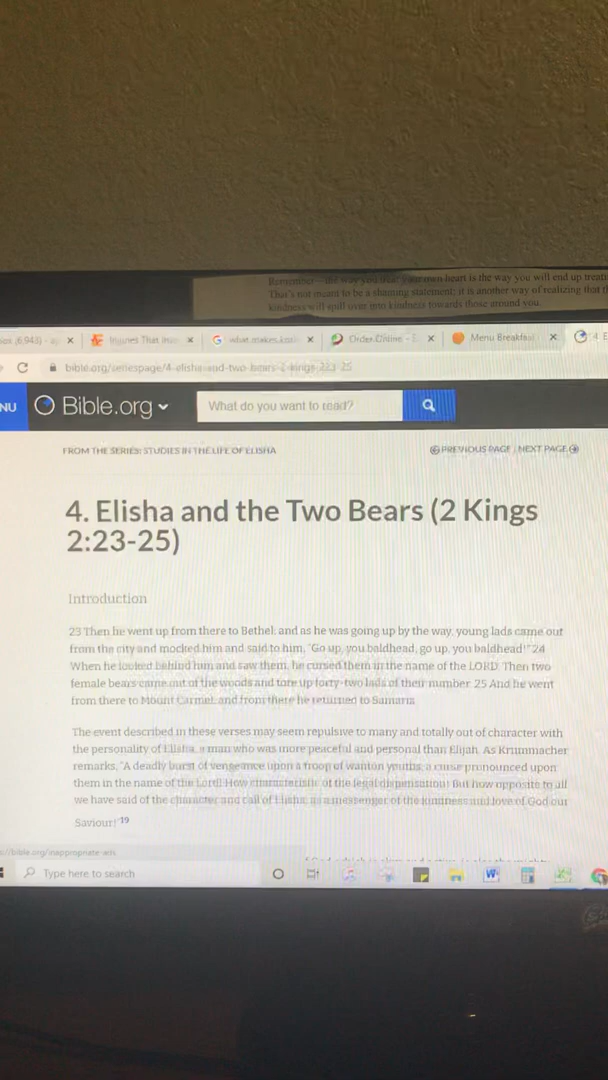 Remember – the way you treat your own heart is the way you will end up treati
That's not meant to be a shaming statement; it is another way of realizing that th
kindness will spill over into kindness towards those around you.
(6,943)
Injuries That
what makes
Order Online - E
Menu Breakfast
4. E
bible.org/seriespage/4-elisha-and-two-bears-2-kings-223-25
NU
Bible.org
What do you want to read?
FROM THE SERIES: STUDIES IN THE LIFE OF ELISHA
PREVIOUS PAGE | NEXT PAGE
4. Elisha and the Two Bears (2 Kings
2:23-25)
Introduction
23 Then he went up from there to Bethel; and as he was going up by the way, young lads came out
from the city and mocked him and said to him, "Go up, you baldhead; go up, you baldhead!" 24
When he looked behind him and saw them, he cursed them in the name of the LORD. Then two
female bears came out of the woods and tore up forty-two lads of their number. 25 And he went
from there to Mount Carmel, and from there he returned to Samaria.
The event described in these verses may seem repulsive to many and totally out of character with
the personality of Elisha, a man who was more peaceful and personal than Elijah. As Krummacher
remarks, "A deadly burst of vengeance upon a troop of wanton youths, a curse pronounced upon
them in the name of the Lord! How characteristic of the legal dispensation! But how opposite to all
we have said of the character and call of Elisha, as a messenger of the kindness and love of God our
Saviour! 19
://bible.org/inappropriate-ads
Type here to search